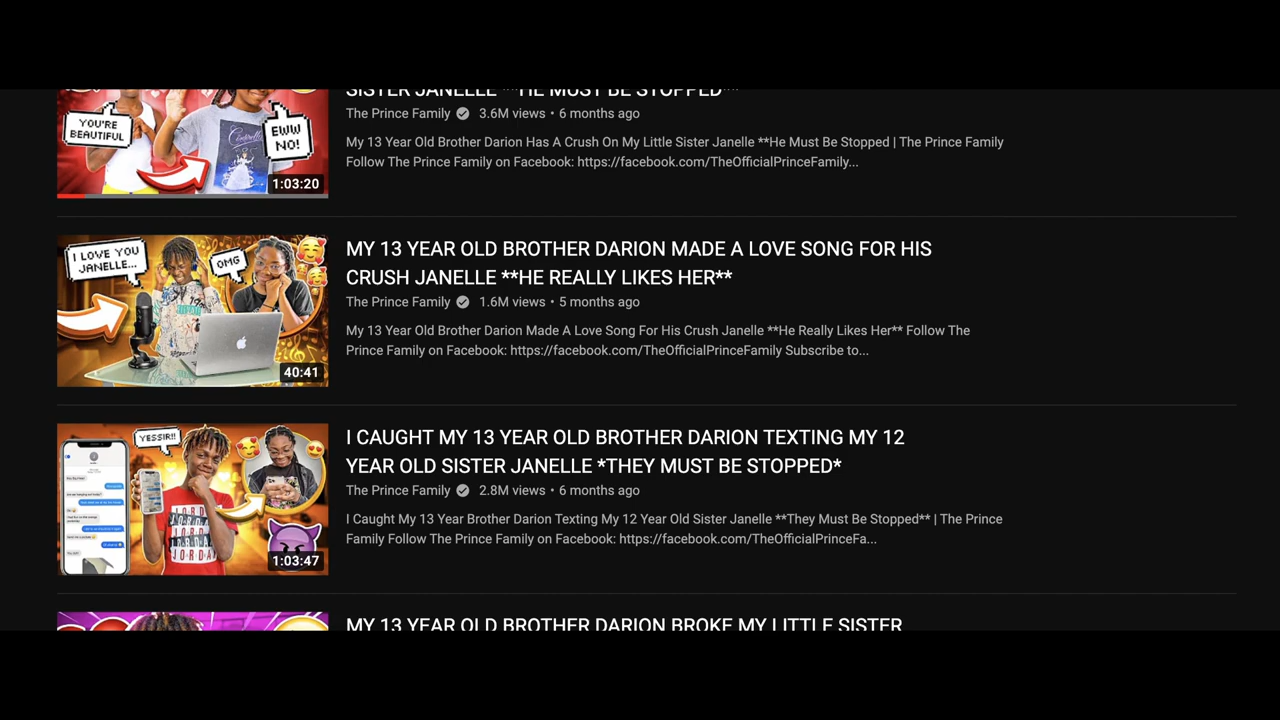 SISTER JANELLE **HE MUST BE STOPPED**
The Prince Family 3.6M views • 6 months ago
YOU'RE
BEAUTIFUL
EWW
NO!
Cinderella
1:03:20
My 13 Year Old Brother Darion Has A Crush On My Little Sister Janelle **He Must Be Stopped | The Prince Family
Follow The Prince Family on Facebook: https://facebook.com/TheOfficialPrinceFamily...
I LOVE YOU
JANELLE...
OMG
40:41
MY 13 YEAR OLD BROTHER DARION MADE A LOVE SONG FOR HIS
CRUSH JANELLE **HE REALLY LIKES HER**
The Prince Family 1.6M views • 5 months ago
My 13 Year Old Brother Darion Made A Love Song For His Crush Janelle **He Really Likes Her** Follow The
Prince Family on Facebook: https://facebook.com/TheOfficialPrinceFamily Subscribe to...
YESSIR!!
JORDAN
1:03:47
I CAUGHT MY 13 YEAR OLD BROTHER DARION TEXTING MY 12
YEAR OLD SISTER JANELLE *THEY MUST BE STOPPED*
The Prince Family 2.8M views • 6 months ago
I Caught My 13 Year Brother Darion Texting My 12 Year Old Sister Janelle **They Must Be Stopped** | The Prince
Family Follow The Prince Family on Facebook: https://facebook.com/TheOfficialPrinceFa...
MY 13 YEAR OLD BROTHER DARION BROKE MY LITTLE SISTER